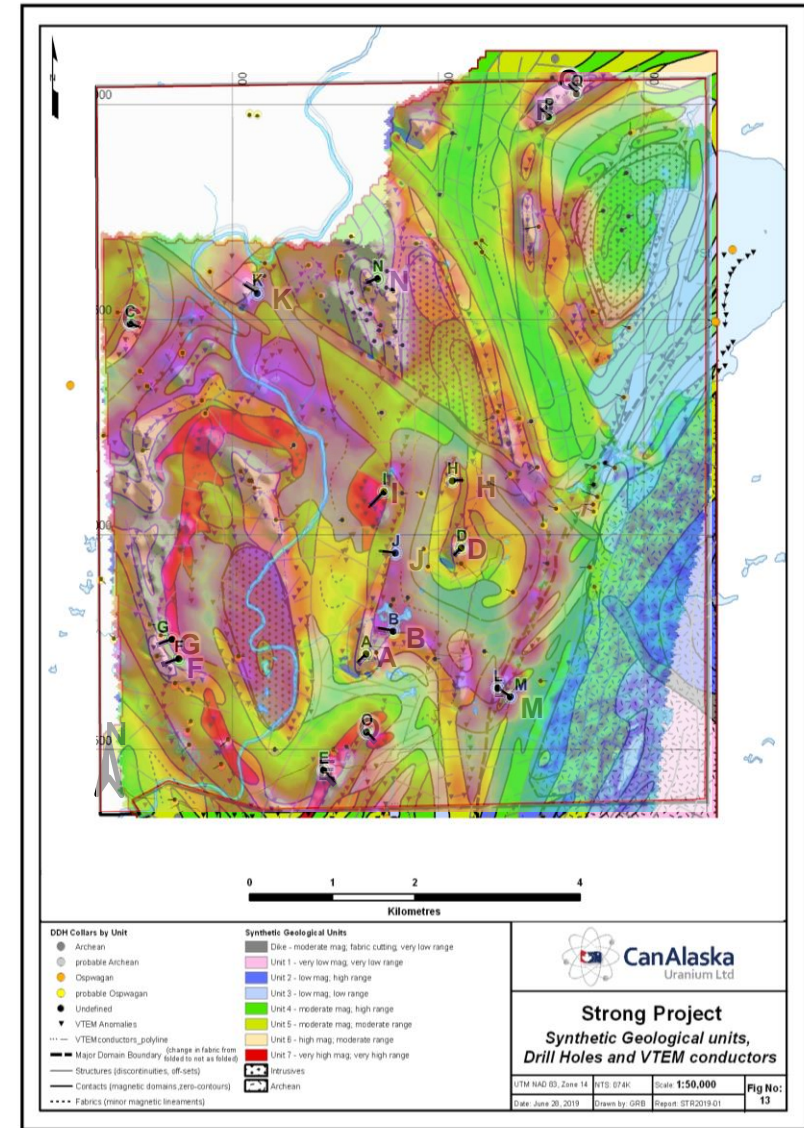 Q
P
R
N
K
N
K
C
H
I
H
I
D
D
J
J
B
B
A
A
G
G
F
F
L
M
M
O
E
N
0 1 2 4
Kilometres
DDH Collars by Unit
Archean
probable Archean
Ospwagan
probable Ospwagan
Undefined
VTEM Anomalies
VTEMconductors_polyline
Major Domain Boundary (change in fabric from folded to not as folded)
Structures (discontinuities, off-sets)
Contacts (magnetic domains,zero-contours)
Fabrics (minor magnetic lineaments)
Synthetic Geological Units
Dike - moderate mag; fabric cutting; very low range
Unit 1 - very low mag; very low range
Unit 2 - low mag; high range
Unit 3 - low mag; low range
Unit 4 - moderate mag; high range
Unit 5 - moderate mag; moderate range
Unit 6 - high mag; moderate range
Unit 7 - very high mag; very high range
Intrusives
Archean
CanAlaska
Uranium Ltd
Strong Project
Synthetic Geological units,
Drill Holes and VTEM conductors
UTM NAD 83, Zone 14 NTS: 074K Scale: 1:50,000 Fig No:
13
Date: June 28, 2019 Drawn by: GRB Report: STR2019-01